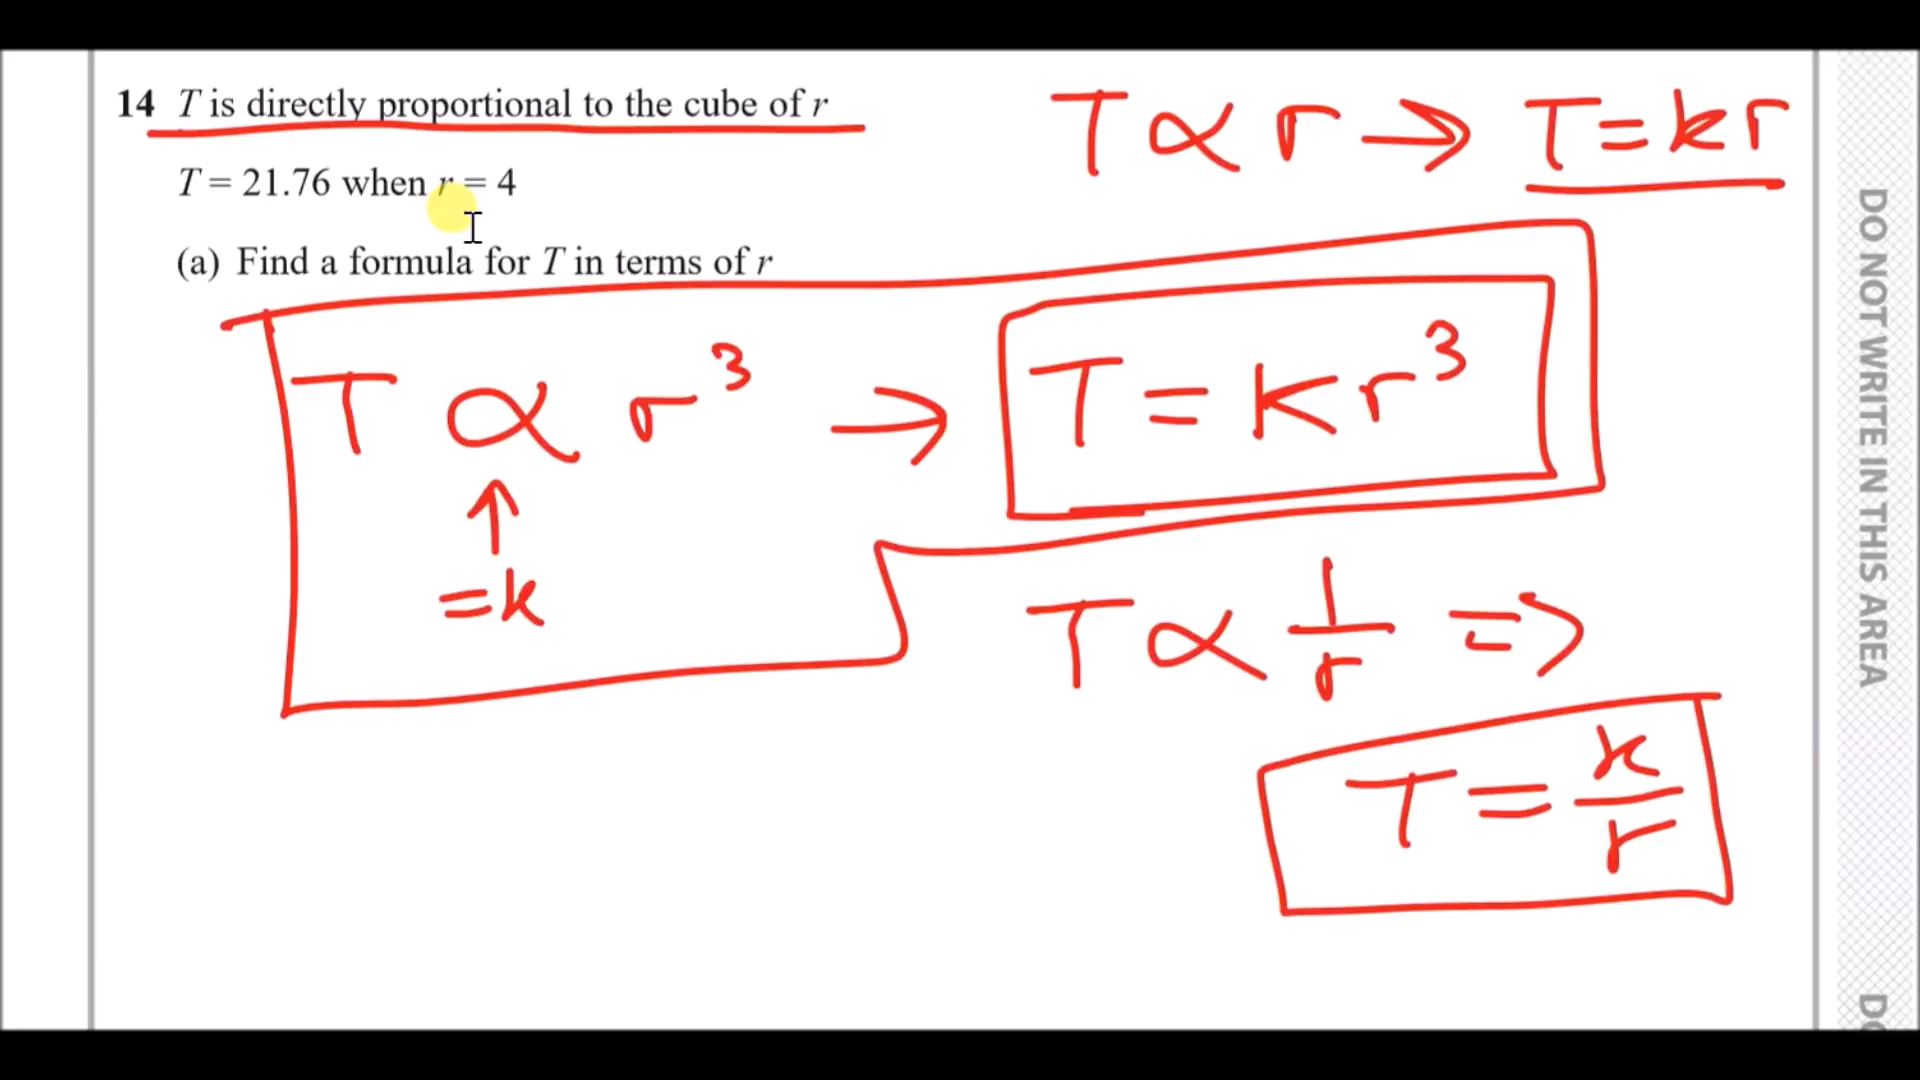 14 T is directly proportional to the cube of r
T ∝ r → T = kr
T = 21.76 when r = 4
(a) Find a formula for T in terms of r
T ∝ r³ → T = Kr³
= k
T ∝ 1/r ⇒
T = k/r
DO NOT WRITE IN THIS AREA
DO